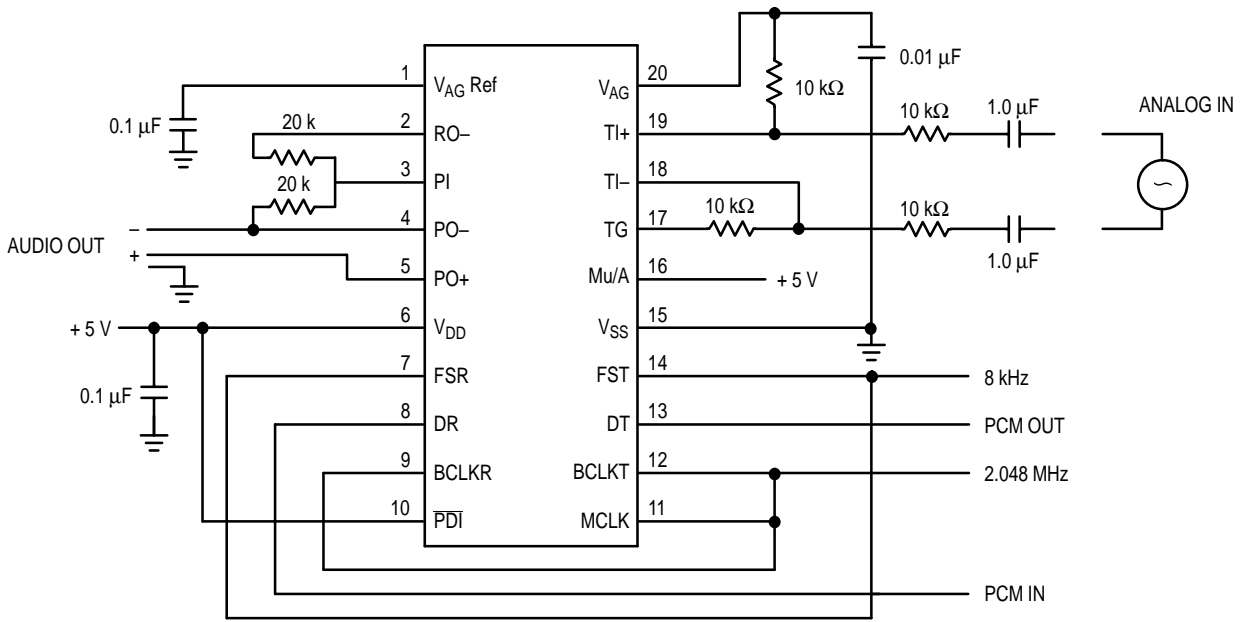 1
V_AG Ref
0.1 µF
2
RO–
20 k
3
PI
20 k
4
PO–
–
AUDIO OUT
+
5
PO+
+ 5 V
6
V_DD
0.1 µF
7
FSR
8
DR
9
BCLKR
10
PDI
20
V_AG
0.01 µF
10 kΩ
19
TI+
10 kΩ
1.0 µF
ANALOG IN
18
TI–
17
TG
10 kΩ
10 kΩ
1.0 µF
16
Mu/A
+ 5 V
15
V_SS
14
FST
8 kHz
13
DT
PCM OUT
12
BCLKT
2.048 MHz
11
MCLK
PCM IN